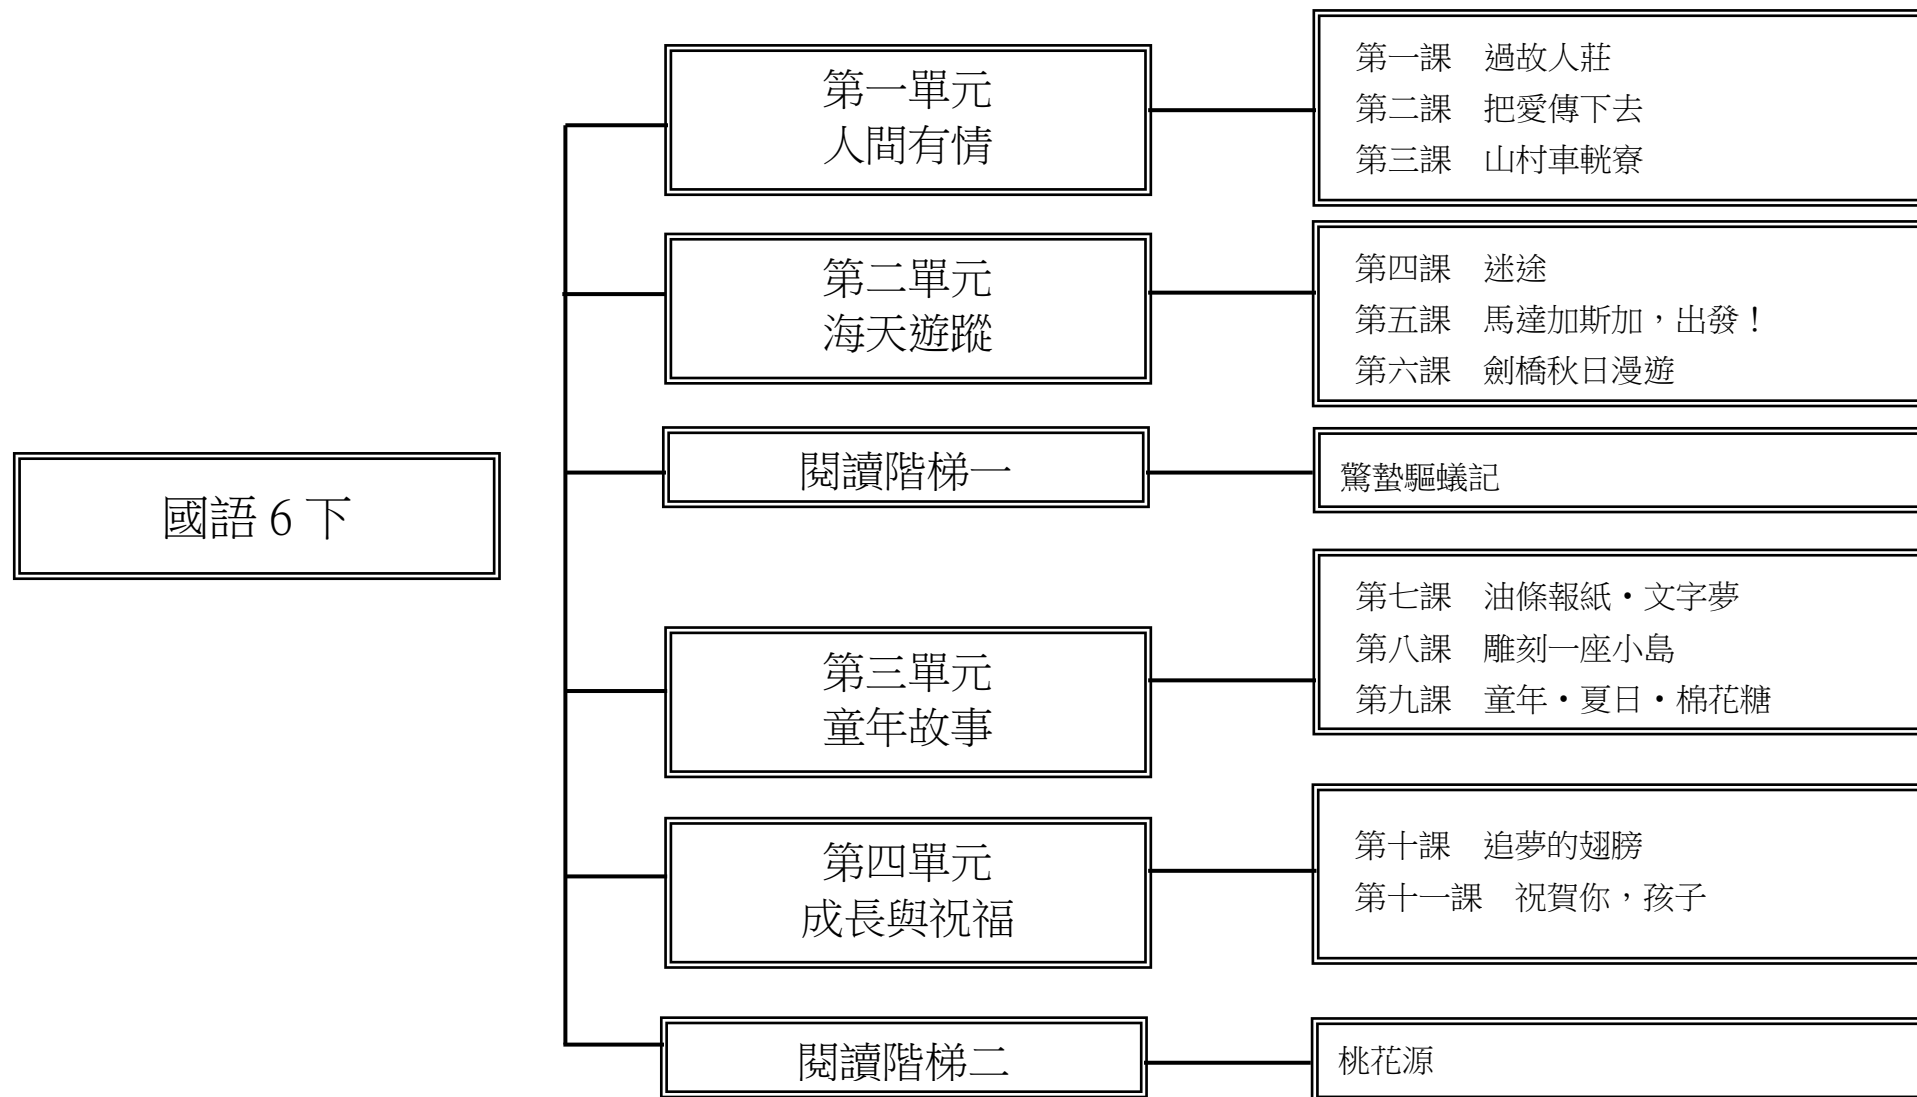 國語 6 下
第一單元
人間有情
第一課　過故人莊
第二課　把愛傳下去
第三課　山村車輄寮
第二單元
海天遊蹤
第四課　迷途
第五課　馬達加斯加，出發！
第六課　劍橋秋日漫遊
閱讀階梯一
驚蟄驅蟻記
第三單元
童年故事
第七課　油條報紙‧文字夢
第八課　雕刻一座小島
第九課　童年‧夏日‧棉花糖
第四單元
成長與祝福
第十課　追夢的翅膀
第十一課　祝賀你，孩子
閱讀階梯二
桃花源